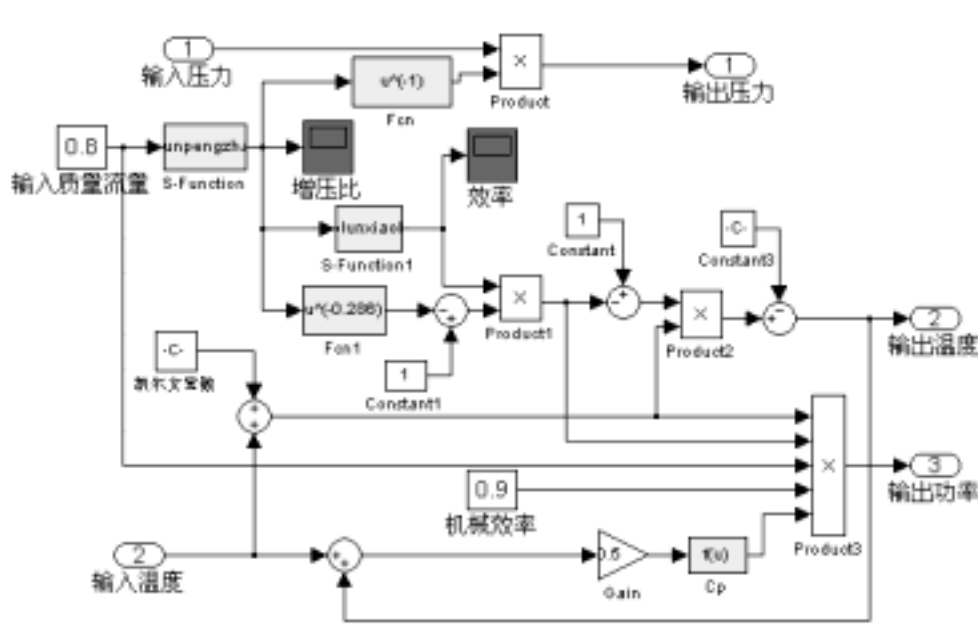 1
输入压力
u^(-1)
Fcn
×
Product
1
输出压力
0.8
输入质量流量
unpengzhu
S-Function
增压比
效率
lunxiaol
S-Function1
1
Constant
-C-
Constant3
u^(-0.286)
Fcn1
×
Product1
×
Product2
2
输出温度
-C-
凯尔文常数
1
Constant1
×
Product3
3
输出功率
0.9
机械效率
2
输入温度
0.5
Gain
f(u)
Cp